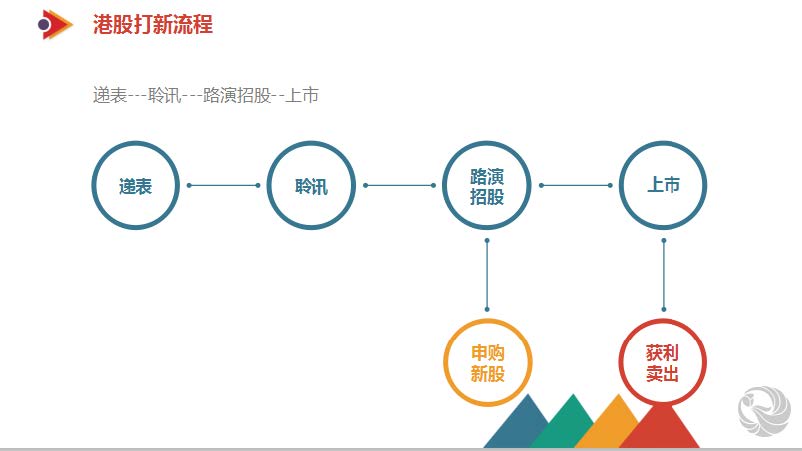 港股打新流程
递表---聆讯---路演招股--上市
递表
聆讯
路演
招股
上市
申购
新股
获利
卖出